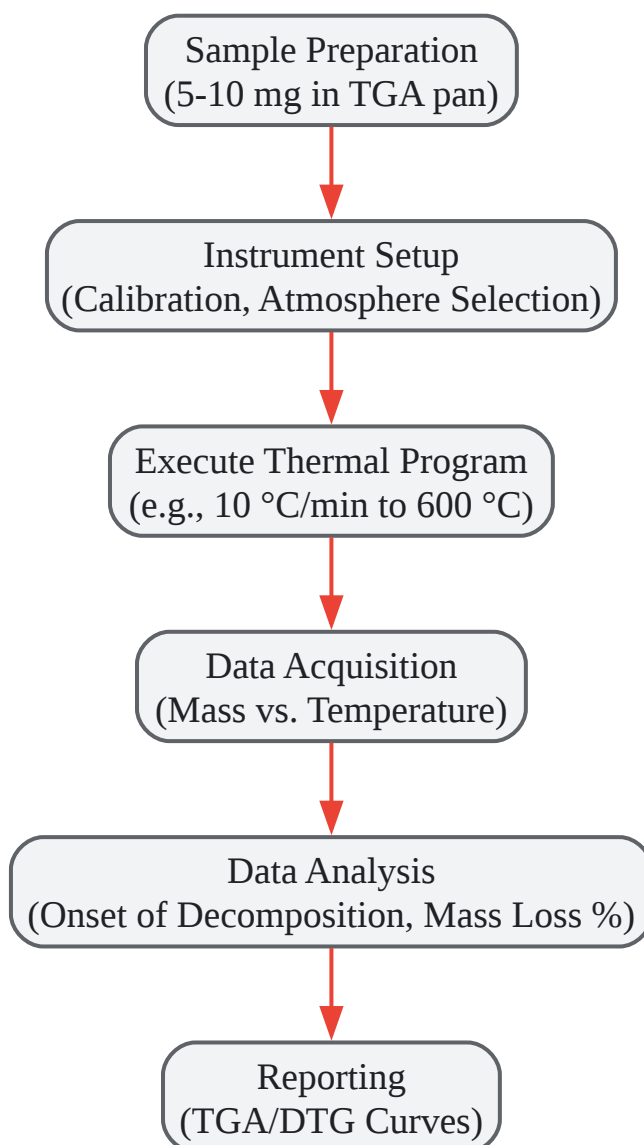 Sample Preparation
(5-10 mg in TGA pan)
Instrument Setup
(Calibration, Atmosphere Selection)
Execute Thermal Program
(e.g., 10 °C/min to 600 °C)
Data Acquisition
(Mass vs. Temperature)
Data Analysis
(Onset of Decomposition, Mass Loss %)
Reporting
(TGA/DTG Curves)